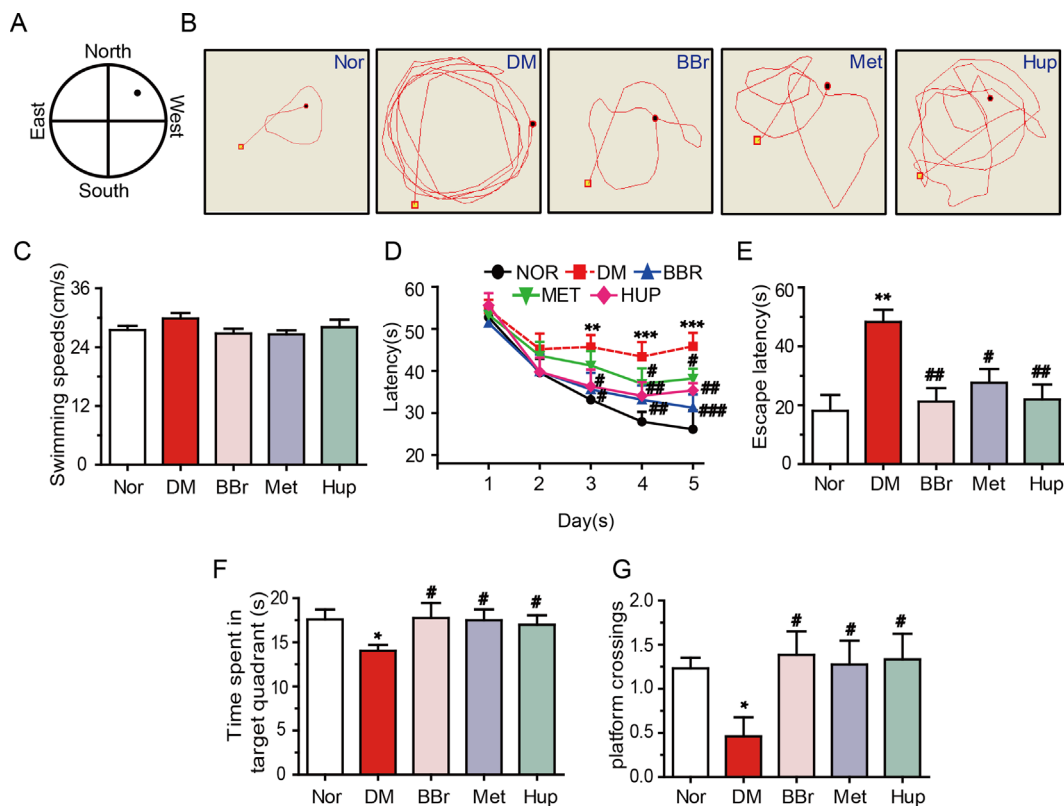 A
North
East
West
South
B
Nor
DM
BBr
Met
Hup
C
Swimming speeds(cm/s)
36
24
12
0
Nor DM BBr Met Hup
D
NOR DM BBR
MET HUP
Latency(s)
60
50
40
30
20
** *** ***
# # #
# ## ##
## ###
1 2 3 4 5
Day(s)
E
Escape latency(s)
60
40
20
0
**
## # ##
Nor DM BBr Met Hup
F
Time spent in
target quadrant (s)
20
15
10
5
0
*
# # #
Nor DM BBr Met Hup
G
platform crossings
2.0
1.5
1.0
0.5
0.0
*
# # #
Nor DM BBr Met Hup